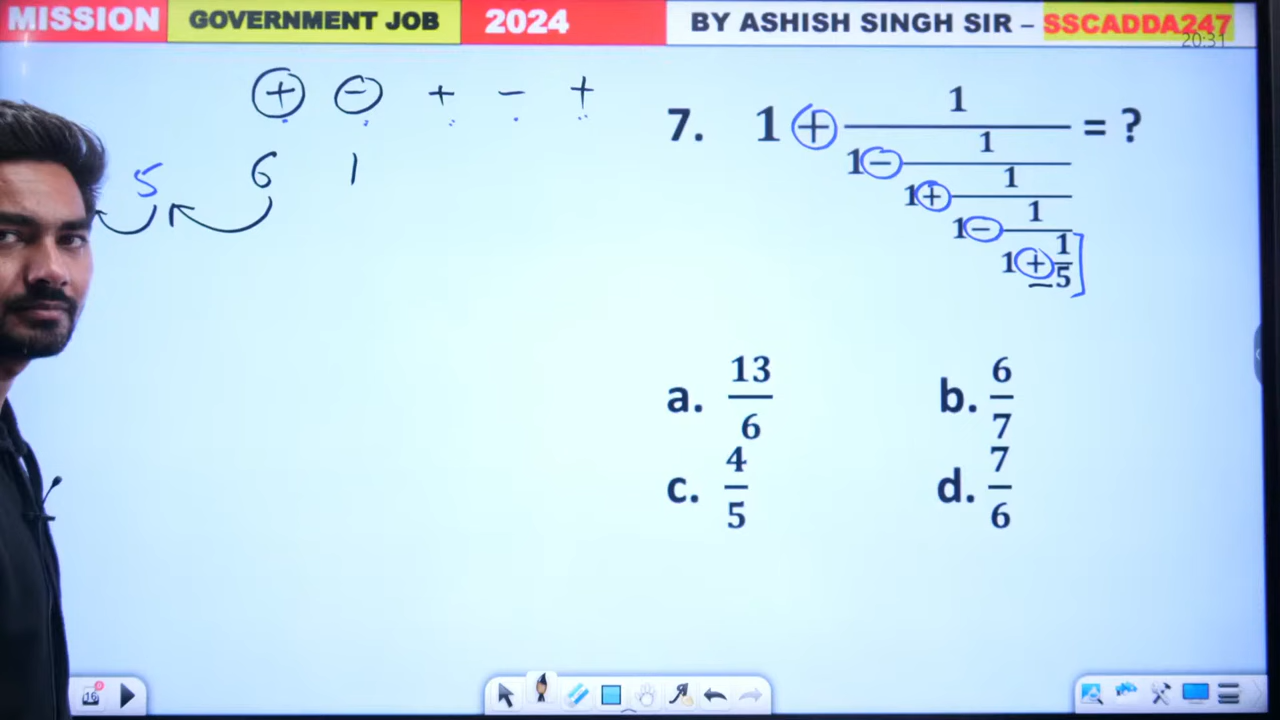 MISSION GOVERNMENT JOB 2024 BY ASHISH SINGH SIR – SSCADDA247
20:31
+ − + − +
5 6 1
7. 1 + 1
1 − 1
1 + 1
1 − 1
1 + 1/5
= ?
a. 13/6 b. 6/7
c. 4/5 d. 7/6
16